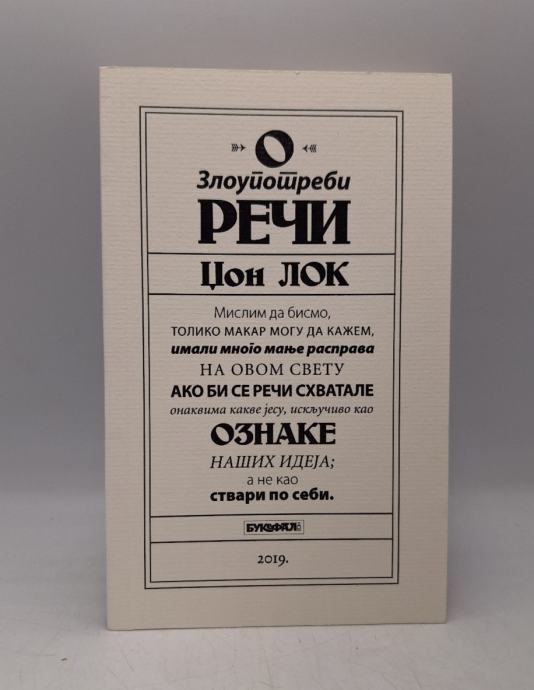 О
Злоупотреби
РЕЧИ
Џон ЛОК
Мислим да бисмо,
ТОЛИКО МАКАР МОГУ ДА КАЖЕМ,
имали много мање расправа
НА ОВОМ СВЕТУ
АКО БИ СЕ РЕЧИ СХВАТАЛЕ
онаквима какве јесу, искључиво као
ОЗНАКЕ
НАШИХ ИДЕЈА;
а не као
ствари по себи.
БУКЕФАЛ
2019.